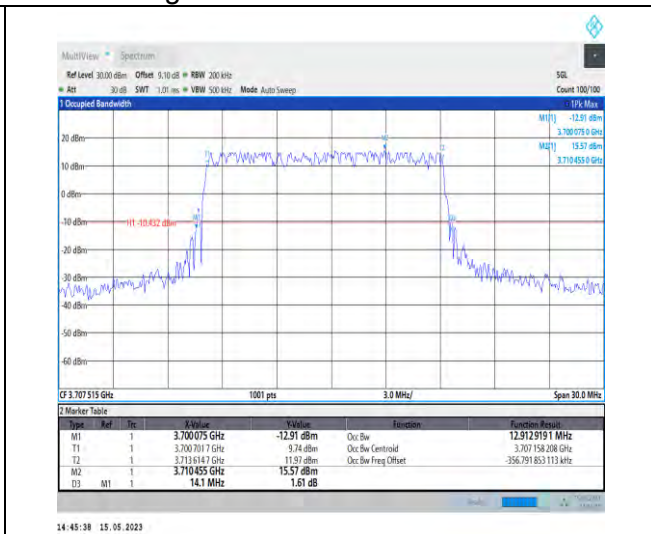 MultiView Spectrum
Ref Level 30.00 dBm Offset 9.10 dB RBW 200 kHz SGL
Att 30 dB SWT 1.01 ms VBW 500 kHz Mode Auto Sweep Count 100/100
1 Occupied Bandwidth 1Pk Max
M1[1] -12.91 dBm
3.700 075 0 GHz
M2[1] 15.57 dBm
3.710 455 0 GHz
20 dBm
10 dBm
0 dBm
-10 dBm
H1 -10.432 dBm
-20 dBm
-30 dBm
-40 dBm
-50 dBm
-60 dBm
CF 3.707 515 GHz 1001 pts 3.0 MHz/ Span 30.0 MHz
2 Marker Table
Type Ref Trc X-Value Y-Value Function Function Result
M1 1 3.700 075 GHz -12.91 dBm Occ Bw 12.912 919 1 MHz
T1 1 3.700 701 7 GHz 9.74 dBm Occ Bw Centroid 3.707 158 208 GHz
T2 1 3.713 614 7 GHz 11.97 dBm Occ Bw Freq Offset -356.791 853 113 kHz
M2 1 3.710 455 GHz 15.57 dBm
D3 M1 1 14.1 MHz 1.61 dB
14:45:38 15.05.2023